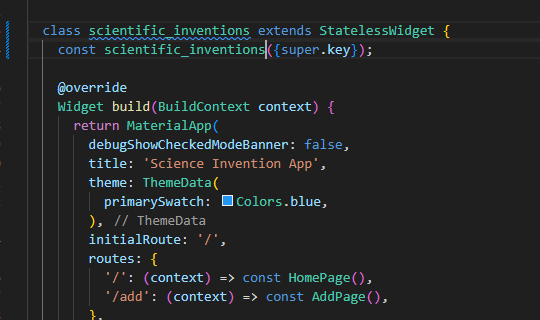 class scientific_inventions extends StatelessWidget {
  const scientific_inventions({super.key});

  @override
  Widget build(BuildContext context) {
    return MaterialApp(
      debugShowCheckedModeBanner: false,
      title: 'Science Invention App',
      theme: ThemeData(
        primarySwatch: Colors.blue,
      ), // ThemeData
      initialRoute: '/',
      routes: {
        '/': (context) => const HomePage(),
        '/add': (context) => const AddPage(),
      },